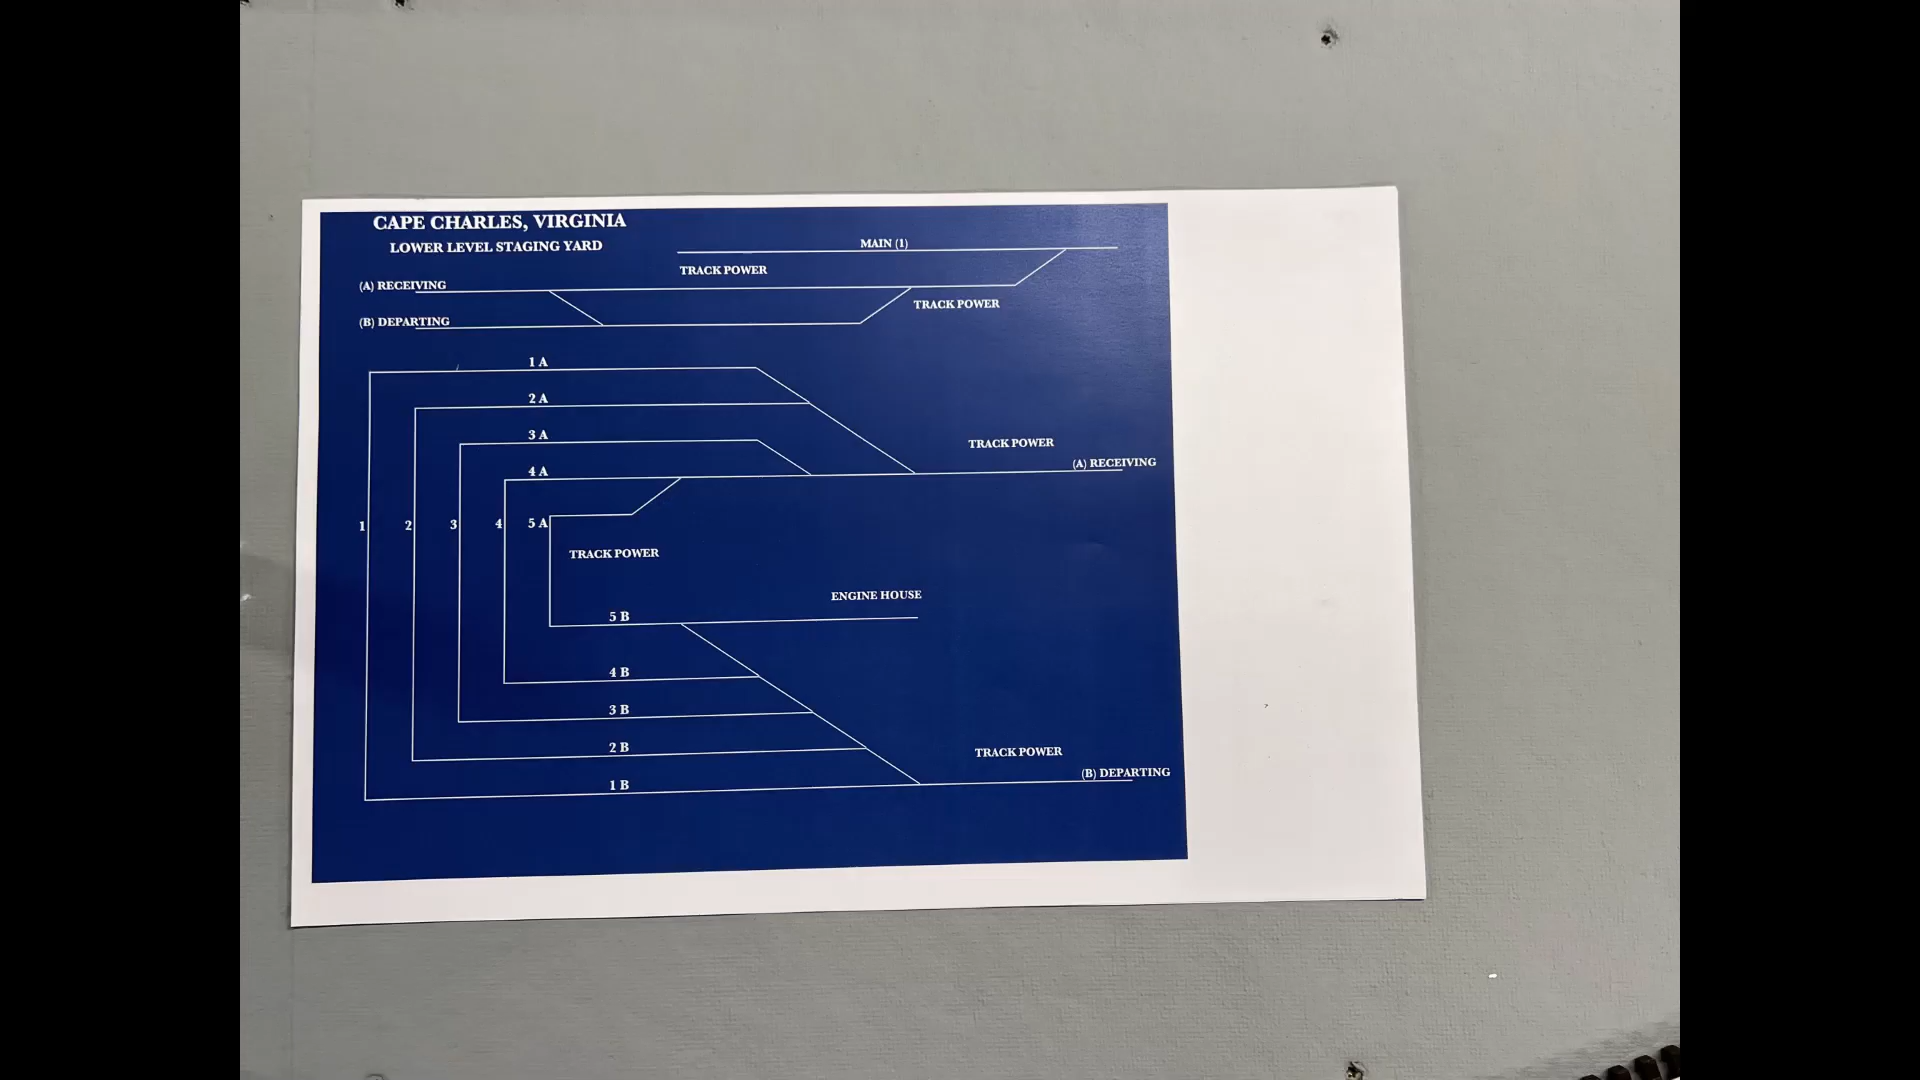 CAPE CHARLES, VIRGINIA
LOWER LEVEL STAGING YARD
MAIN (1)
TRACK POWER
(A) RECEIVING
TRACK POWER
(B) DEPARTING
1 A
2 A
3 A
TRACK POWER
(A) RECEIVING
4 A
1
2
3
4
5 A
TRACK POWER
ENGINE HOUSE
5 B
4 B
3 B
2 B
TRACK POWER
(B) DEPARTING
1 B